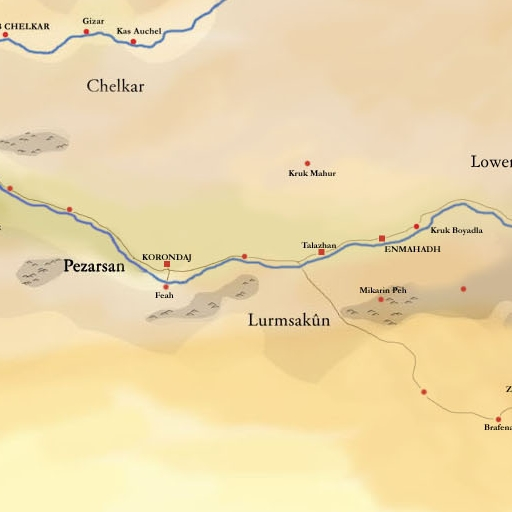 Gizar
CHELKAR
Kas Auchel
Chelkar
Lower
Kruk Mahur
Kruk Boyadla
Talazhan
ENMAHADH
KORONDAJ
Pezarsan
Feah
Mikarin Peh
Lurmsakûn
Z
Brafena